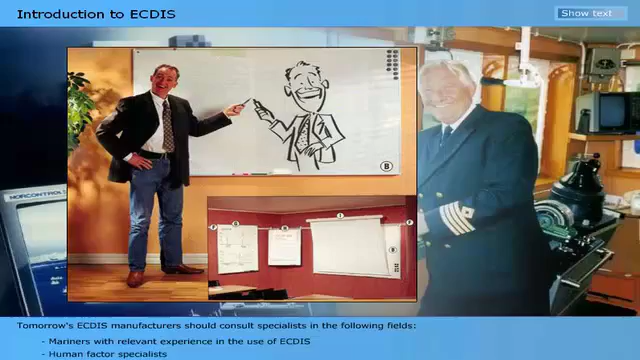 Introduction to ECDIS
Show text
NORCONTROL
B
Tomorrow's ECDIS manufacturers should consult specialists in the following fields:
- Mariners with relevant experience in the use of ECDIS
- Human factor specialists